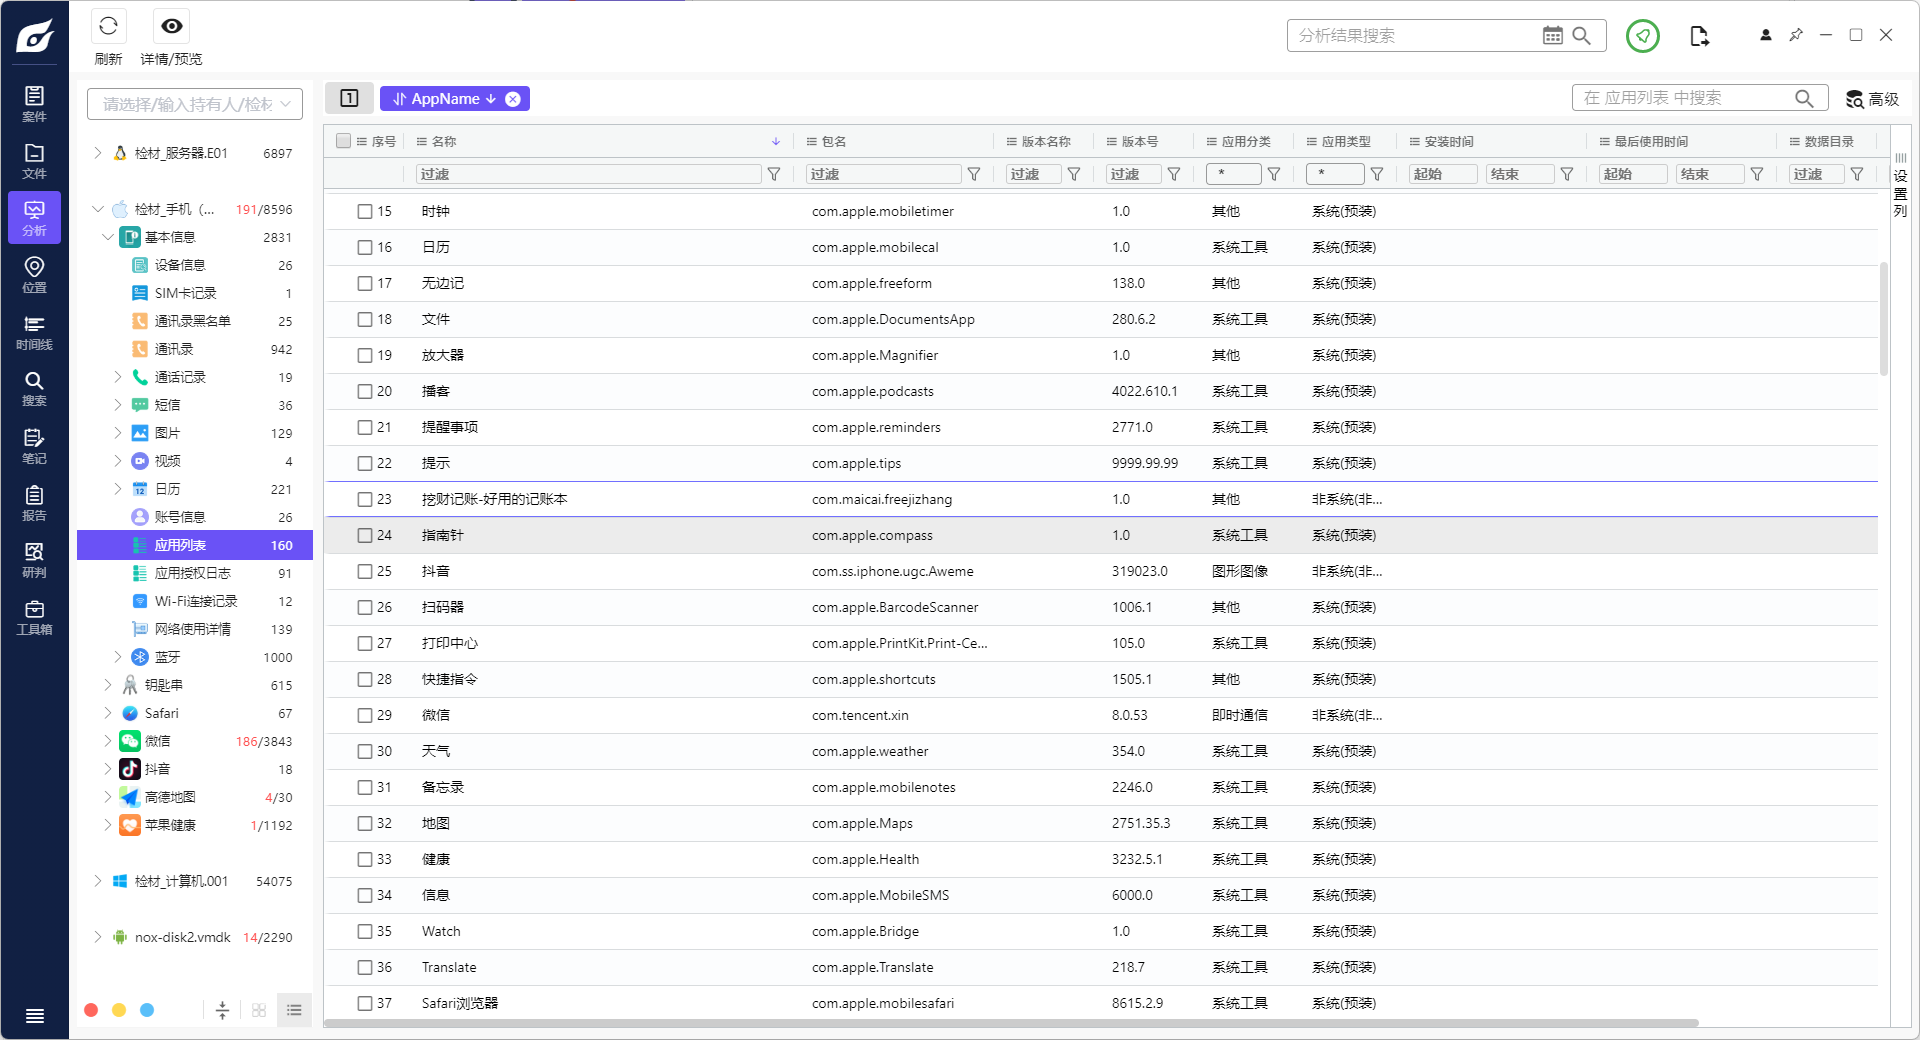 刷新
详情/预览
分析结果搜索
案件
文件
分析
位置
时间线
搜索
笔记
报告
研判
工具箱
请选择/输入持有人/检材
检材_服务器.E01 6897
检材_手机（... 191/8596
基本信息 2831
设备信息 26
SIM卡记录 1
通讯录黑名单 25
通讯录 942
通话记录 19
短信 36
图片 129
视频 4
日历 221
账号信息 26
应用列表 160
应用授权日志 91
Wi-Fi连接记录 12
网络使用详情 139
蓝牙 1000
钥匙串 615
Safari 67
微信 186/3843
抖音 18
高德地图 4/30
苹果健康 1/1192
检材_计算机.001 54075
nox-disk2.vmdk 14/2290
1 AppName
在 应用列表 中搜索
高级
序号 名称 包名 版本名称 版本号 应用分类 应用类型 安装时间 最后使用时间 数据目录
过滤 过滤 过滤 过滤 * * 起始 结束 起始 结束 过滤
设置列
15 时钟 com.apple.mobiletimer 1.0 其他 系统(预装)
16 日历 com.apple.mobilecal 1.0 系统工具 系统(预装)
17 无边记 com.apple.freeform 138.0 其他 系统(预装)
18 文件 com.apple.DocumentsApp 280.6.2 系统工具 系统(预装)
19 放大器 com.apple.Magnifier 1.0 其他 系统(预装)
20 播客 com.apple.podcasts 4022.610.1 系统工具 系统(预装)
21 提醒事项 com.apple.reminders 2771.0 系统工具 系统(预装)
22 提示 com.apple.tips 9999.99.99 系统工具 系统(预装)
23 挖财记账-好用的记账本 com.maicai.freejizhang 1.0 其他 非系统(非...
24 指南针 com.apple.compass 1.0 系统工具 系统(预装)
25 抖音 com.ss.iphone.ugc.Aweme 319023.0 图形图像 非系统(非...
26 扫码器 com.apple.BarcodeScanner 1006.1 其他 系统(预装)
27 打印中心 com.apple.PrintKit.Print-Ce... 105.0 系统工具 系统(预装)
28 快捷指令 com.apple.shortcuts 1505.1 其他 系统(预装)
29 微信 com.tencent.xin 8.0.53 即时通信 非系统(非...
30 天气 com.apple.weather 354.0 系统工具 系统(预装)
31 备忘录 com.apple.mobilenotes 2246.0 系统工具 系统(预装)
32 地图 com.apple.Maps 2751.35.3 系统工具 系统(预装)
33 健康 com.apple.Health 3232.5.1 系统工具 系统(预装)
34 信息 com.apple.MobileSMS 6000.0 系统工具 系统(预装)
35 Watch com.apple.Bridge 1.0 系统工具 系统(预装)
36 Translate com.apple.Translate 218.7 系统工具 系统(预装)
37 Safari浏览器 com.apple.mobilesafari 8615.2.9 系统工具 系统(预装)